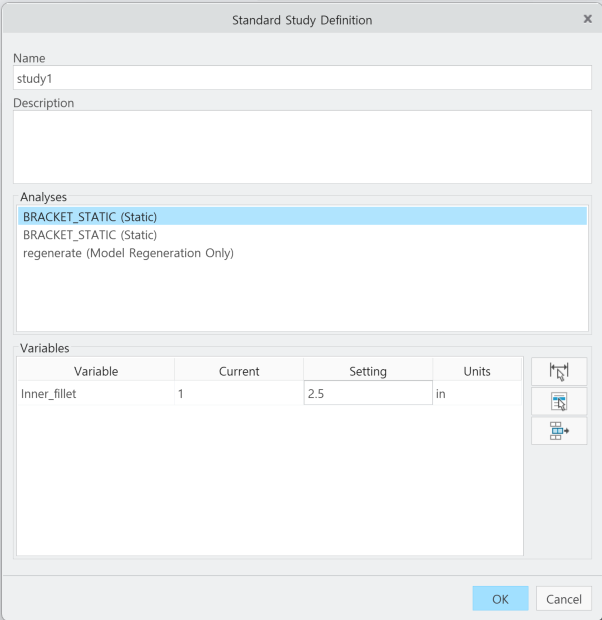 Standard Study Definition
x
Name
study1
Description
Analyses
BRACKET_STATIC (Static)
BRACKET_STATIC (Static)
regenerate (Model Regeneration Only)
Variables
Variable Current Setting Units
Inner_fillet 1 2.5 in
OK Cancel